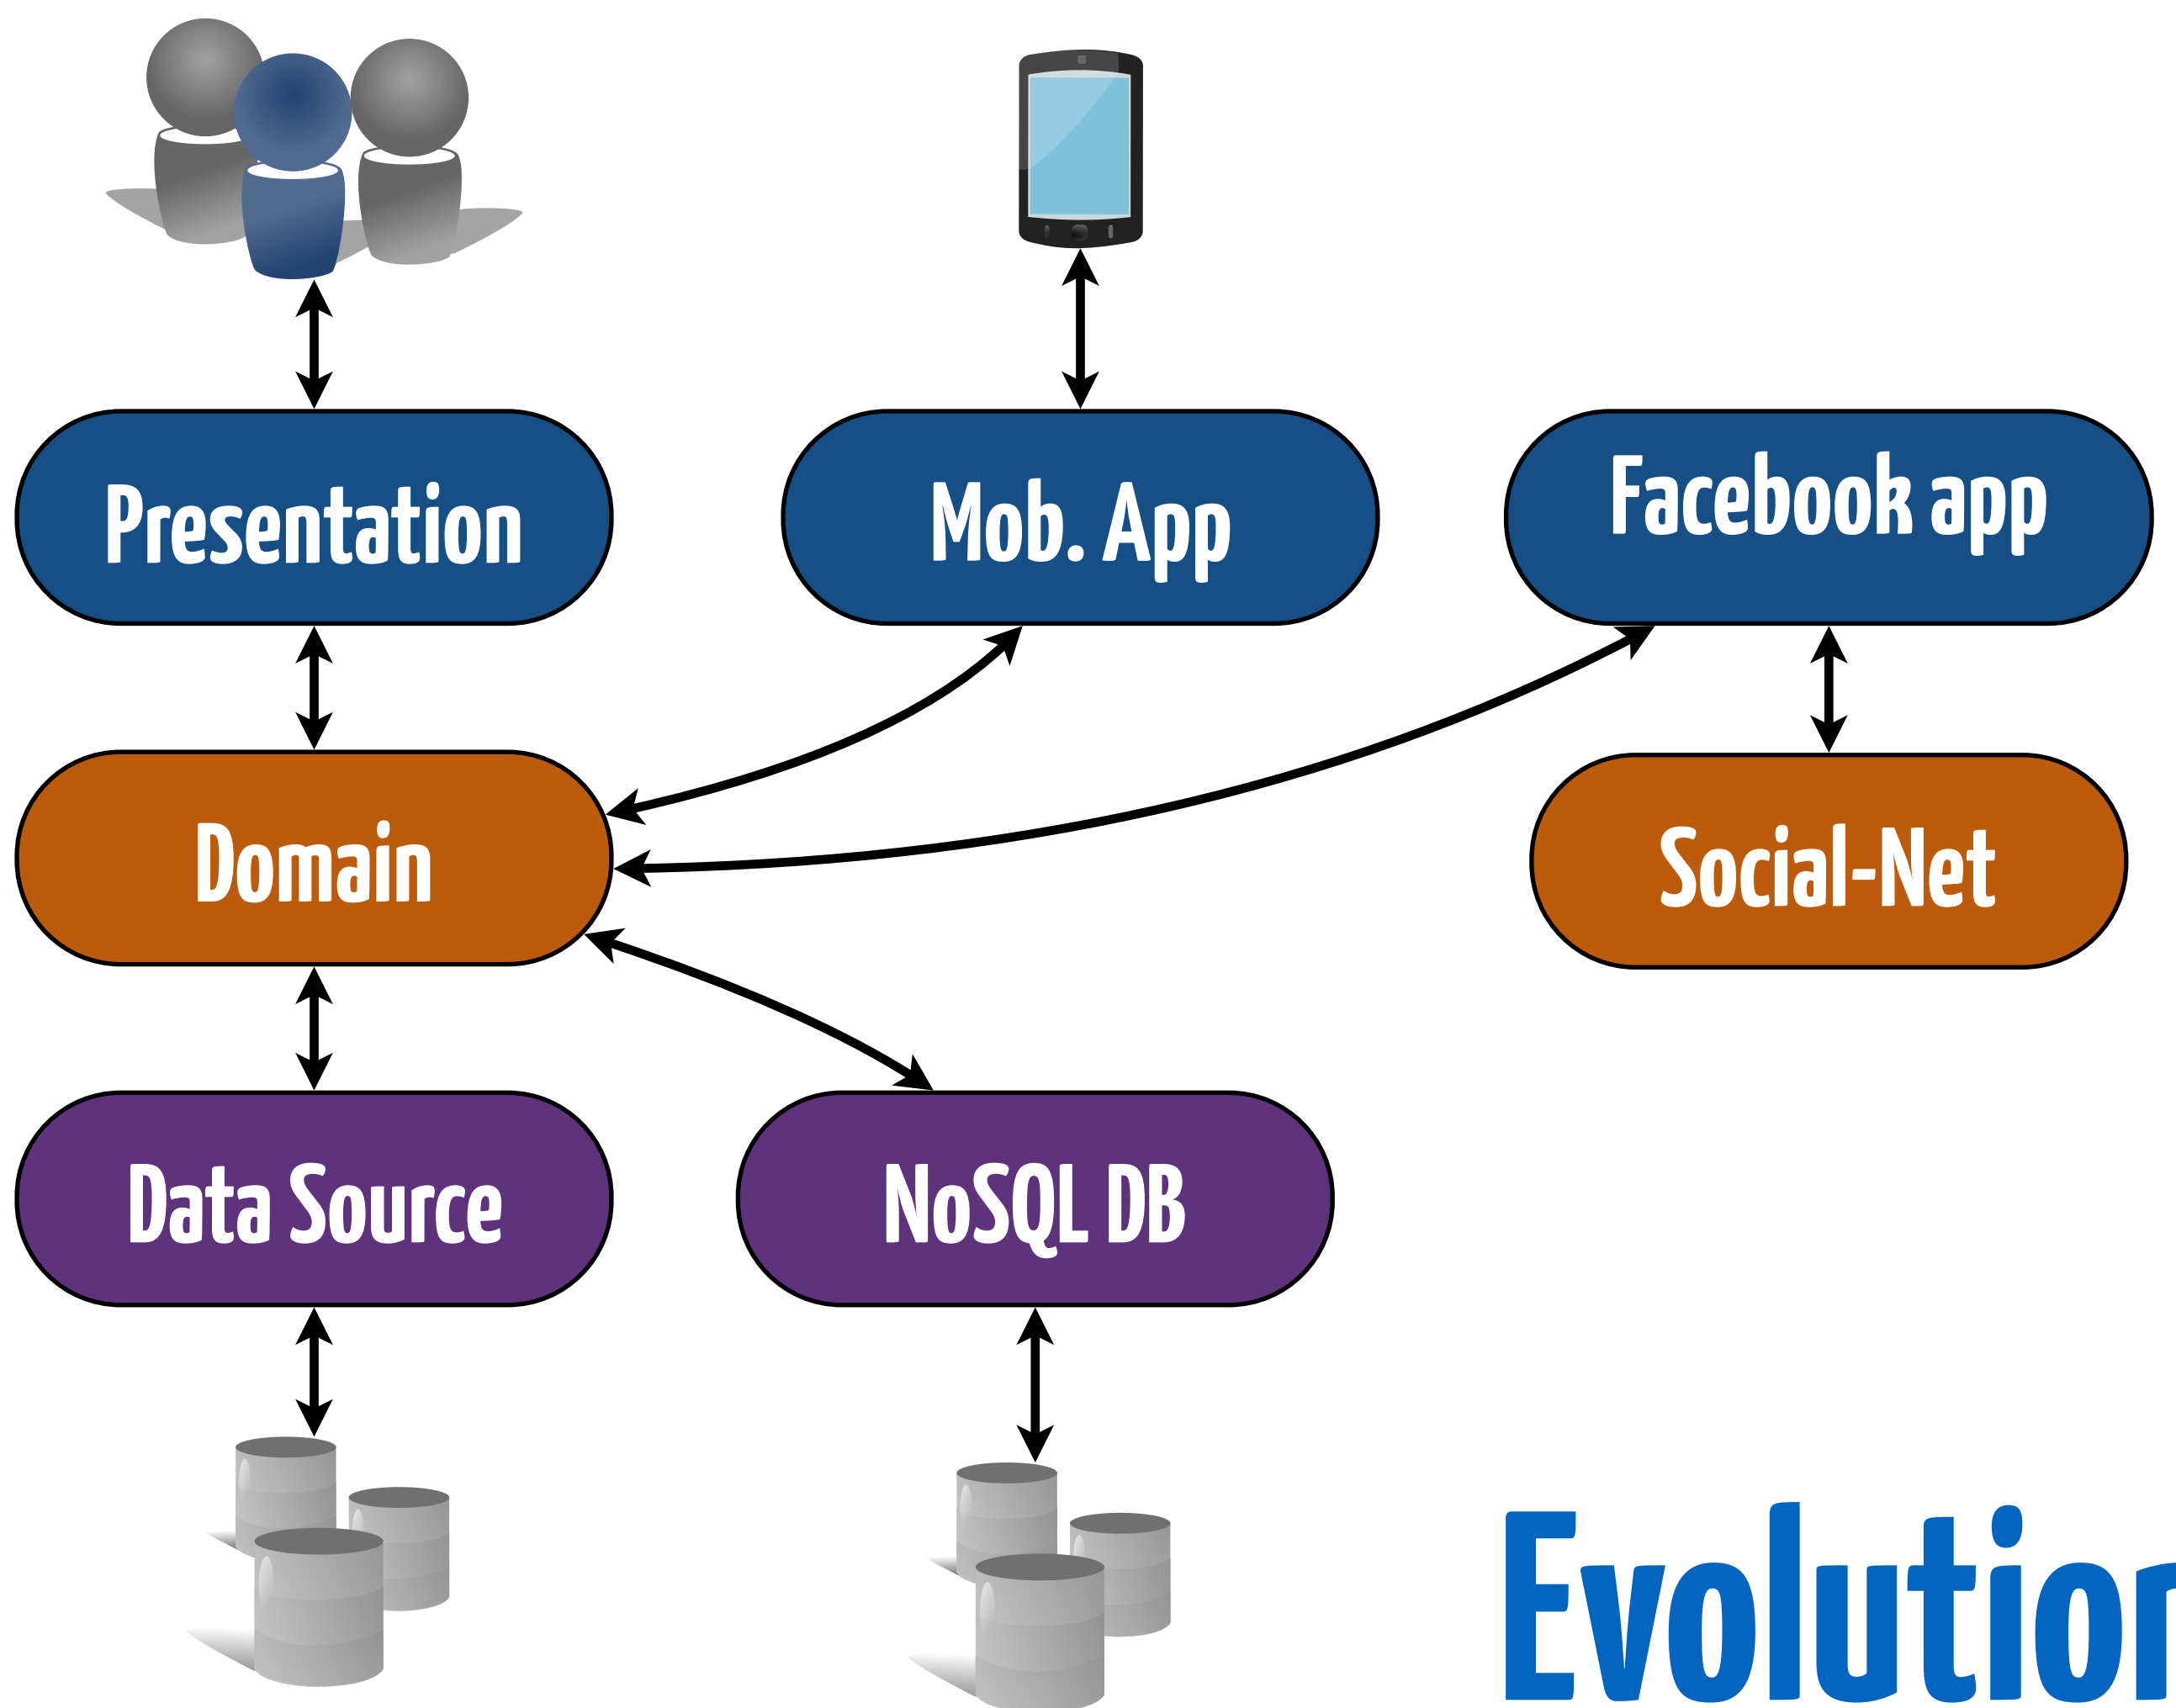 Presentation
Mob. App
Facebook app
Domain
Social-Net
Data Source
NoSQL DB
Evolution